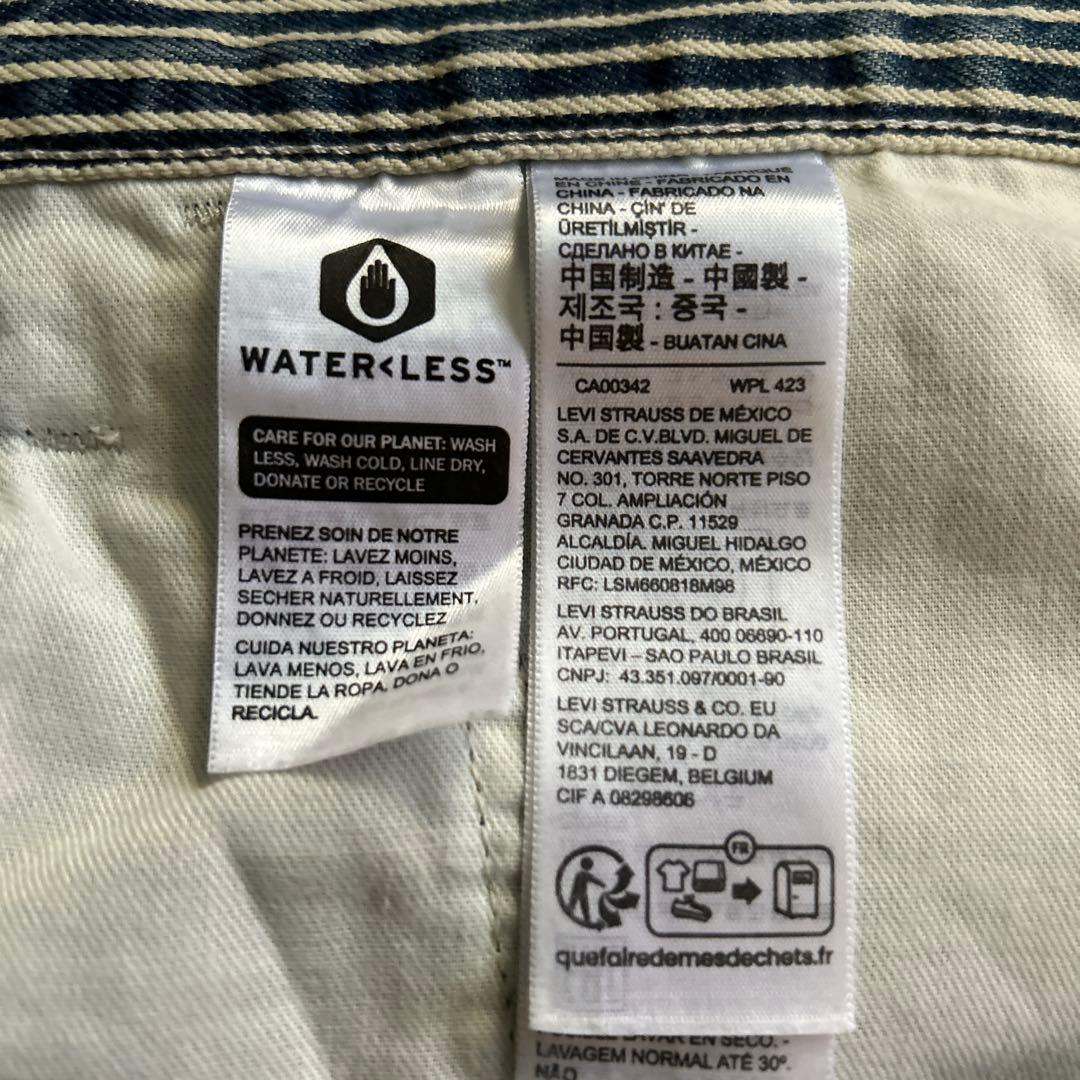 WATER<LESS™
CARE FOR OUR PLANET: WASH
LESS, WASH COLD, LINE DRY,
DONATE OR RECYCLE
PRENEZ SOIN DE NOTRE
PLANETE: LAVEZ MOINS,
LAVEZ A FROID, LAISSEZ
SECHER NATURELLEMENT,
DONNEZ OU RECYCLEZ
CUIDA NUESTRO PLANETA:
LAVA MENOS, LAVA EN FRIO,
TIENDE LA ROPA, DONA O
RECICLA.
EN CHINE - FABRICADO EN
CHINA - FABRICADO NA
CHINA - ÇİN' DE
ÜRETİLMİŞTİR -
СДЕЛАНО В КИТАЕ -
中国制造 - 中國製 -
제조국 : 중국 -
中国製 - BUATAN CINA
CA00342 WPL 423
LEVI STRAUSS DE MÉXICO
S.A. DE C.V.BLVD. MIGUEL DE
CERVANTES SAAVEDRA
NO. 301, TORRE NORTE PISO
7 COL. AMPLIACIÓN
GRANADA C.P. 11529
ALCALDÍA. MIGUEL HIDALGO
CIUDAD DE MÉXICO, MÉXICO
RFC: LSM660818M98
LEVI STRAUSS DO BRASIL
AV. PORTUGAL, 400 06690-110
ITAPEVI – SAO PAULO BRASIL
CNPJ: 43.351.097/0001-90
LEVI STRAUSS & CO. EU
SCA/CVA LEONARDO DA
VINCILAAN, 19 - D
1831 DIEGEM, BELGIUM
CIF A 08298606
FR
quefairedemesdechets.fr
LAVAR EN SECO. -
LAVAGEM NORMAL ATÉ 30º.
NÃO